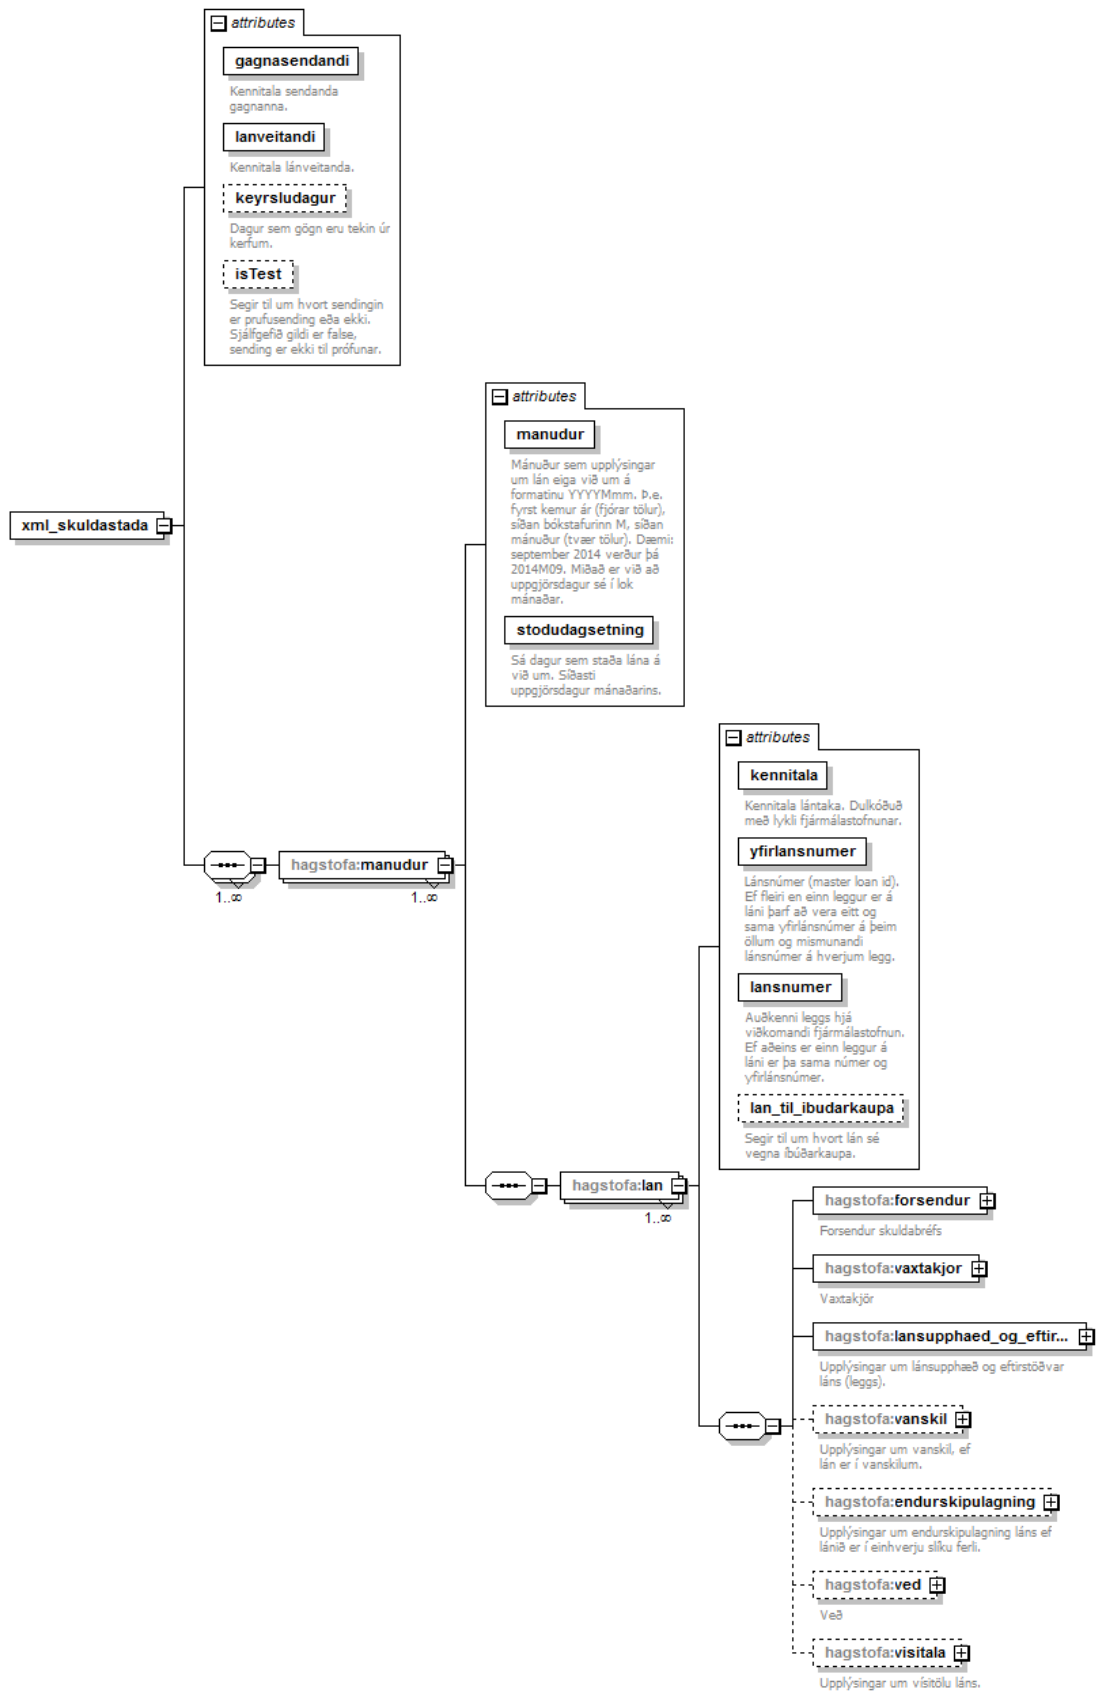 attributes
gagnasendandi
Kennitala sendanda
gagnanna.
lanveitandi
Kennitala lánveitanda.
keyrsludagur
Dagur sem gögn eru tekin úr
kerfum.
isTest
Segir til um hvort sendingin
er prufusending eða ekki.
Sjálfgefið gildi er false,
sending er ekki til prófunar.
attributes
manudur
Mánuður sem upplýsingar
um lán eiga við um á
formatinu YYYYMmm. Þ.e.
fyrst kemur ár (fjórar tölur),
síðan bókstafurinn M, síðan
mánuður (tvær tölur). Dæmi:
september 2014 verður þá
2014M09. Miðað er við að
uppgjörsdagur sé í lok
mánaðar.
stodudagsetning
Sá dagur sem staða lána á
við um. Síðasti
uppgjörsdagur mánaðarins.
xml_skuldastada
attributes
kennitala
Kennitala lántaka. Dulkóðuð
með lykli fjármálastofnunar.
yfirlansnumer
Lánsnúmer (master loan id).
Ef fleiri en einn leggur er á
láni þarf að vera eitt og
sama yfirlánsnúmer á þeim
öllum og mismunandi
lánsnúmer á hverjum legg.
lansnumer
Auðkenni leggs hjá
viðkomandi fjármálastofnun.
Ef aðeins er einn leggur á
láni er þa sama númer og
yfirlánsnúmer.
lan_til_ibudarkaupa
Segir til um hvort lán sé
vegna íbúðarkaupa.
hagstofa:manudur
1..∞
1..∞
hagstofa:lan
1..∞
hagstofa:forsendur
Forsendur skuldabréfs
hagstofa:vaxtakjor
Vaxtakjör
hagstofa:lansupphaed_og_eftir...
Upplýsingar um lánsupphæð og eftirstöðvar
láns (leggs).
hagstofa:vanskil
Upplýsingar um vanskil, ef
lán er í vanskilum.
hagstofa:endurskipulagning
Upplýsingar um endurskipulagning láns ef
lánið er í einhverju slíku ferli.
hagstofa:ved
Veð
hagstofa:visitala
Upplýsingar um vísitölu láns.